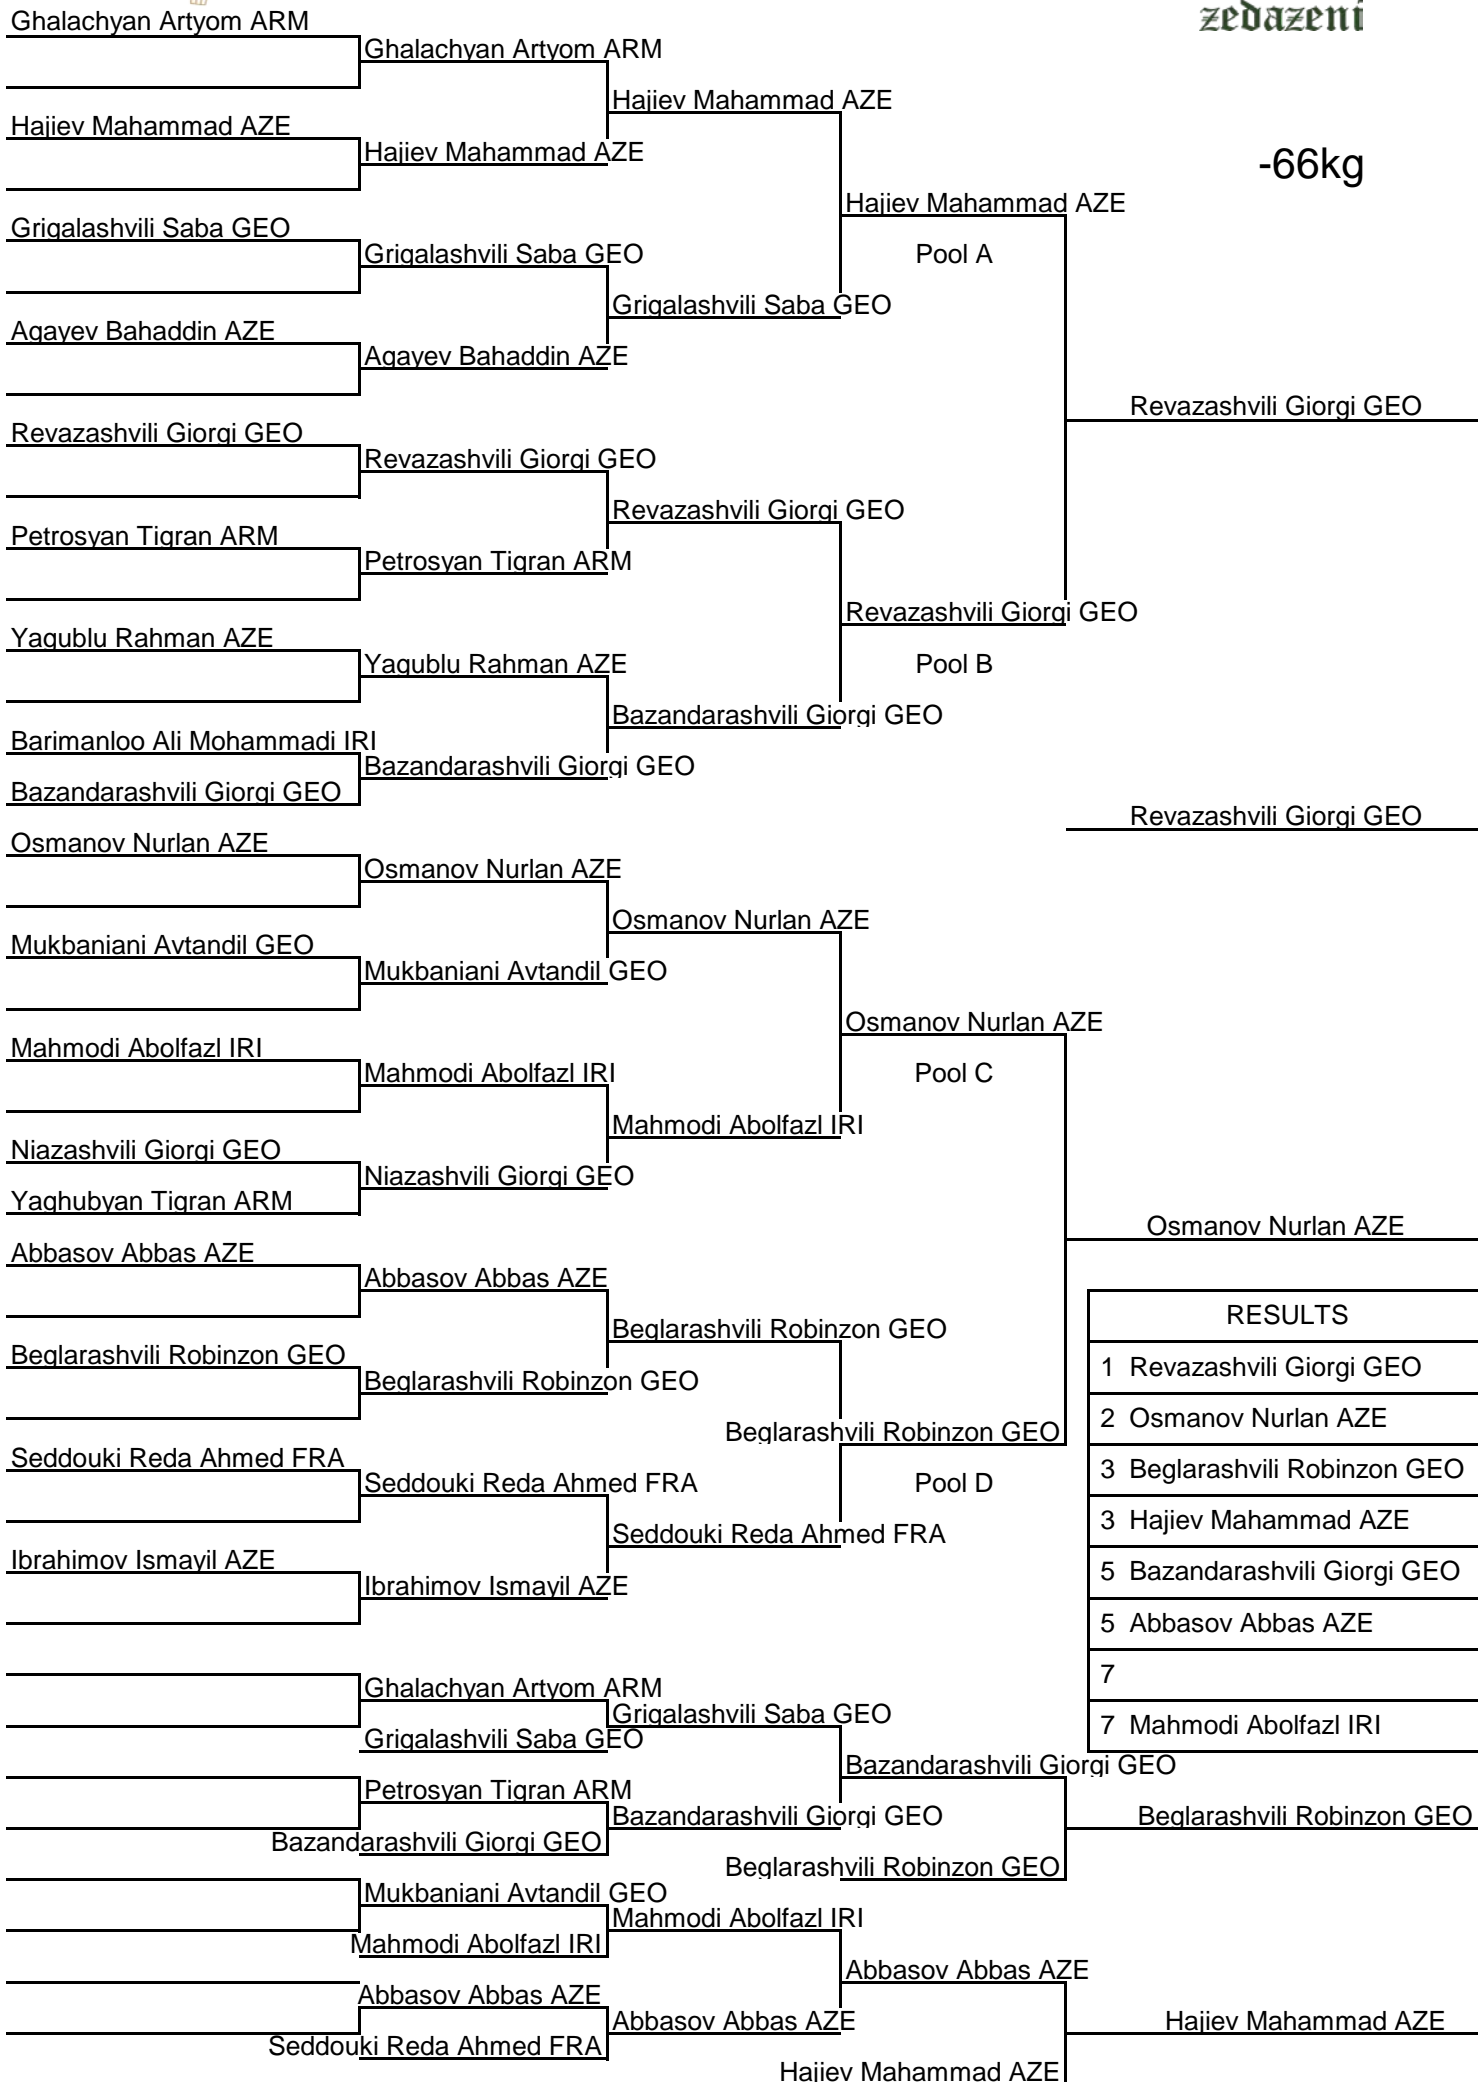 zedazeni
-66kg
Ghalachyan Artyom ARM
Hajiev Mahammad AZE
Grigalashvili Saba GEO
Agayev Bahaddin AZE
Revazashvili Giorgi GEO
Petrosyan Tigran ARM
Yagublu Rahman AZE
Barimanloo Ali Mohammadi IRI
Bazandarashvili Giorgi GEO
Osmanov Nurlan AZE
Mukbaniani Avtandil GEO
Mahmodi Abolfazl IRI
Niazashvili Giorgi GEO
Yaghubyan Tigran ARM
Abbasov Abbas AZE
Beglarashvili Robinzon GEO
Seddouki Reda Ahmed FRA
Ibrahimov Ismayil AZE
Ghalachyan Artyom ARM
Hajiev Mahammad AZE
Grigalashvili Saba GEO
Agayev Bahaddin AZE
Revazashvili Giorgi GEO
Petrosyan Tigran ARM
Yagublu Rahman AZE
Bazandarashvili Giorgi GEO
Osmanov Nurlan AZE
Mukbaniani Avtandil GEO
Mahmodi Abolfazl IRI
Niazashvili Giorgi GEO
Abbasov Abbas AZE
Beglarashvili Robinzon GEO
Seddouki Reda Ahmed FRA
Ibrahimov Ismayil AZE
Hajiev Mahammad AZE
Grigalashvili Saba GEO
Revazashvili Giorgi GEO
Bazandarashvili Giorgi GEO
Osmanov Nurlan AZE
Mahmodi Abolfazl IRI
Beglarashvili Robinzon GEO
Seddouki Reda Ahmed FRA
Hajiev Mahammad AZE
Pool A
Revazashvili Giorgi GEO
Pool B
Osmanov Nurlan AZE
Pool C
Beglarashvili Robinzon GEO
Pool D
Revazashvili Giorgi GEO
Revazashvili Giorgi GEO
Osmanov Nurlan AZE
RESULTS
1 Revazashvili Giorgi GEO
2 Osmanov Nurlan AZE
3 Beglarashvili Robinzon GEO
3 Hajiev Mahammad AZE
5 Bazandarashvili Giorgi GEO
5 Abbasov Abbas AZE
7
7 Mahmodi Abolfazl IRI
Ghalachyan Artyom ARM
Grigalashvili Saba GEO
Petrosyan Tigran ARM
Bazandarashvili Giorgi GEO
Mukbaniani Avtandil GEO
Mahmodi Abolfazl IRI
Abbasov Abbas AZE
Seddouki Reda Ahmed FRA
Grigalashvili Saba GEO
Bazandarashvili Giorgi GEO
Mahmodi Abolfazl IRI
Abbasov Abbas AZE
Bazandarashvili Giorgi GEO
Beglarashvili Robinzon GEO
Abbasov Abbas AZE
Hajiev Mahammad AZE
Beglarashvili Robinzon GEO
Hajiev Mahammad AZE